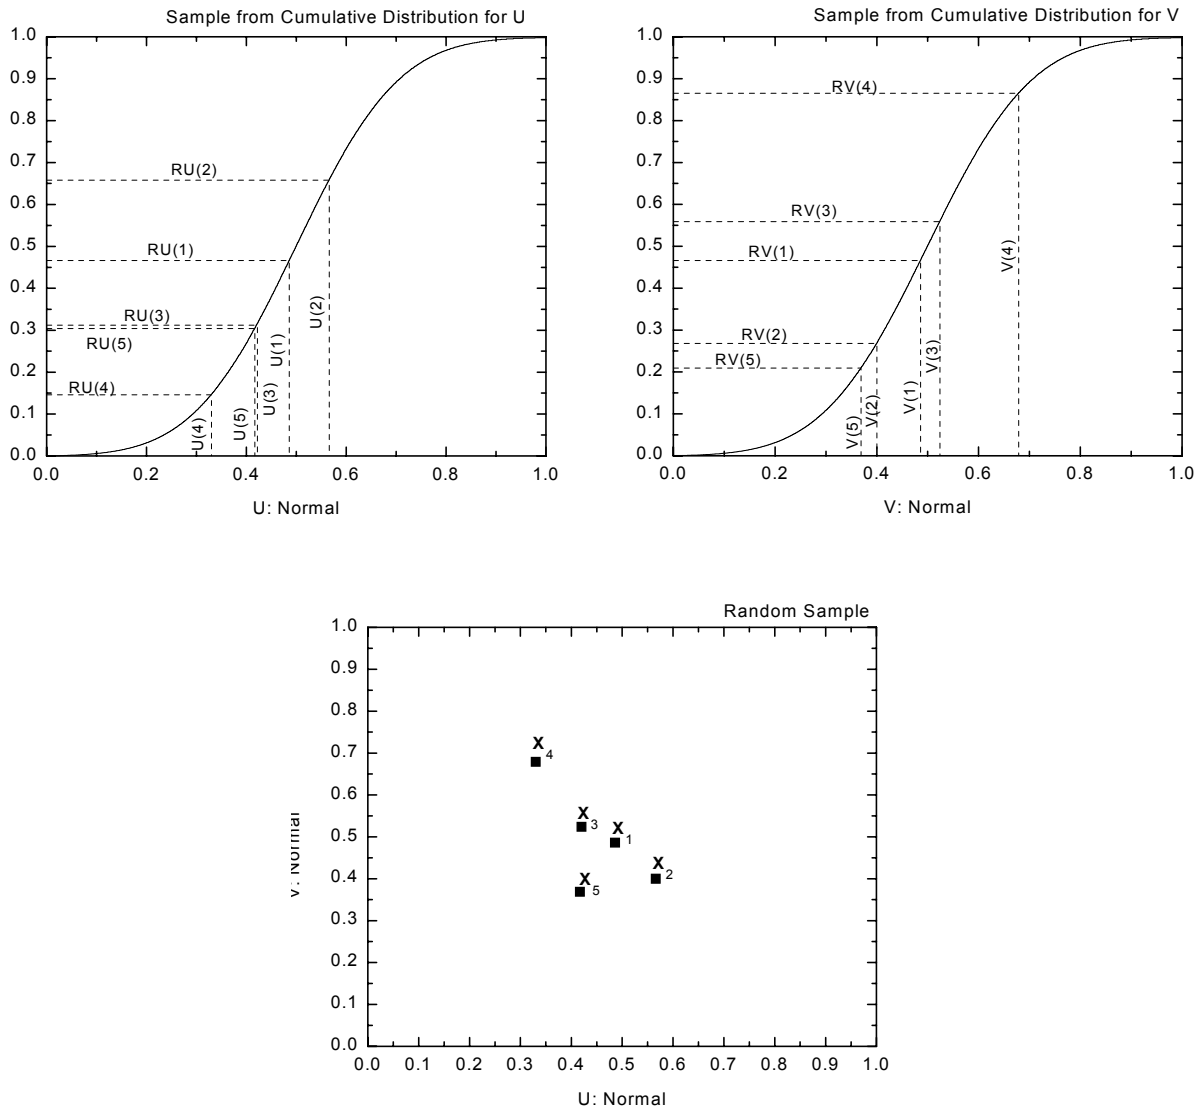 Sample from Cumulative Distribution for U
1.0
0.9
0.8
0.7
0.6
0.5
0.4
0.3
0.2
0.1
0.0
RU(2)
RU(1)
RU(3)
RU(5)
RU(4)
U(4)
U(5)
U(3)
U(1)
U(2)
0.0 0.2 0.4 0.6 0.8 1.0
U: Normal
Sample from Cumulative Distribution for V
1.0
0.9
0.8
0.7
0.6
0.5
0.4
0.3
0.2
0.1
0.0
RV(4)
RV(3)
RV(1)
RV(2)
RV(5)
V(5)
V(2)
V(1)
V(3)
V(4)
0.0 0.2 0.4 0.6 0.8 1.0
V: Normal
Random Sample
1.0
0.9
0.8
0.7
0.6
0.5
0.4
0.3
0.2
0.1
0.0
V: Normal
X4
X3
X1
X2
X5
0.0 0.1 0.2 0.3 0.4 0.5 0.6 0.7 0.8 0.9 1.0
U: Normal